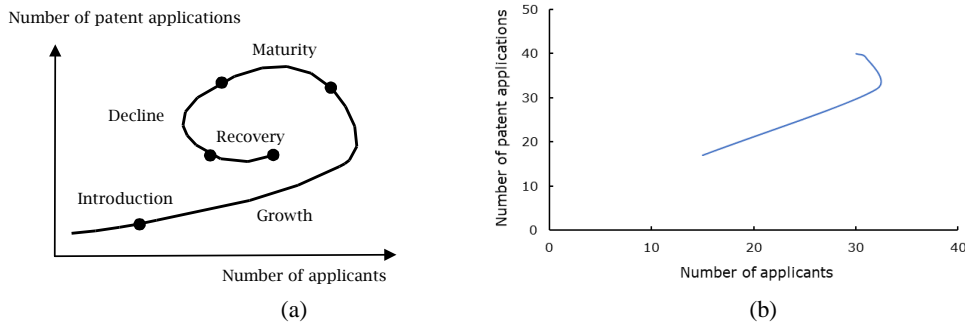 Number of patent applications
Maturity
Decline
Recovery
Introduction
Growth
Number of applicants
(a)
Number of patent applications
50
40
30
20
10
0
0 10 20 30 40
Number of applicants
(b)